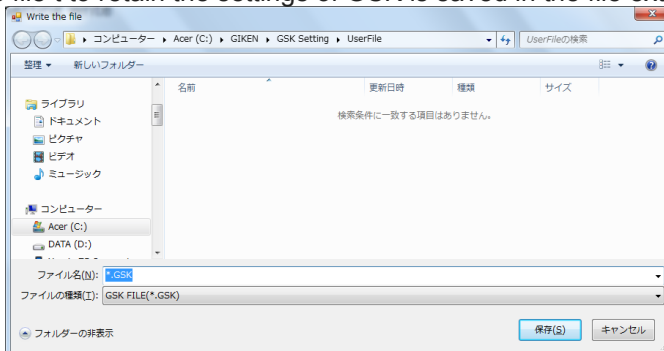 to retain the settings of GSK is saved in the file
Write the file
コンピューター ▸ Acer (C:) ▸ GIKEN ▸ GSK Setting ▸ UserFile
UserFileの検索
整理 新しいフォルダー
名前 更新日時 種類 サイズ
検索条件に一致する項目はありません。
ライブラリ
ドキュメント
ピクチャ
ビデオ
ミュージック
コンピューター
Acer (C:)
DATA (D:)
ファイル名(N): *.GSK
ファイルの種類(T): GSK FILE(*.GSK)
フォルダーの非表示 保存(S) キャンセル